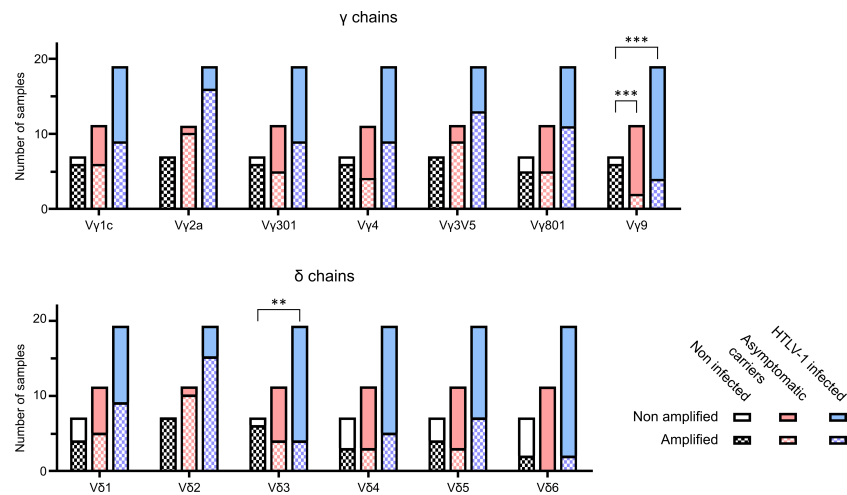 γ chains
Number of samples
20
10
0
***
***
Vγ1c Vγ2a Vγ301 Vγ4 Vγ3V5 Vγ801 Vγ9
δ chains
Number of samples
20
10
0
**
Vδ1 Vδ2 Vδ3 Vδ4 Vδ5 Vδ6
Non infected
Asymptomatic
carriers
HTLV-1 infected
Non amplified
Amplified